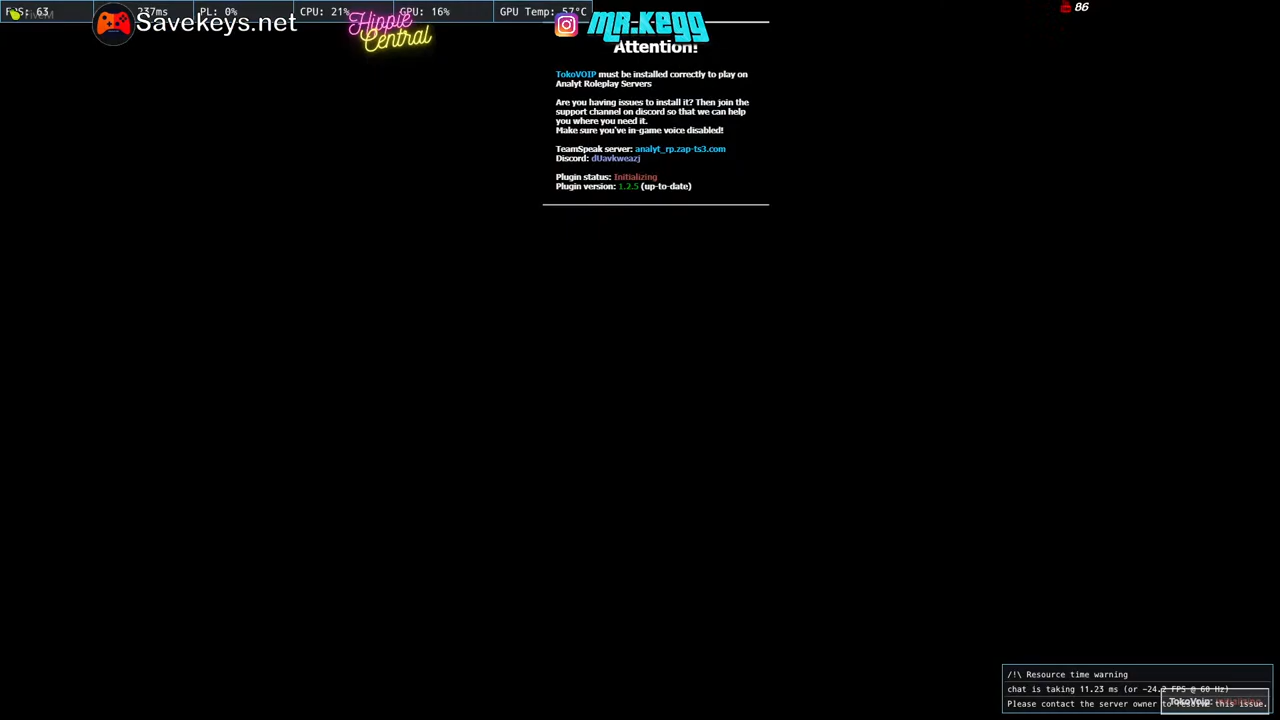 FPS: 63
237ms
PL: 0%
CPU: 21%
GPU: 16%
GPU Temp: 57°C
Savekeys.net
Hippie
Central
MR.KEGG
86
Attention!
TokoVOIP must be installed correctly to play on
Analyt Roleplay Servers
Are you having issues to install it? Then join the
support channel on discord so that we can help
you where you need it.
Make sure you've in-game voice disabled!
TeamSpeak server: analyt_rp.zap-ts3.com
Discord: dUavkweazj
Plugin status: Initializing
Plugin version: 1.2.5 (up-to-date)
/!\ Resource time warning
chat is taking 11.23 ms (or -24.2 FPS @ 60 Hz)
Please contact the server owner to resolve this issue.
TokoVoip: Initializing